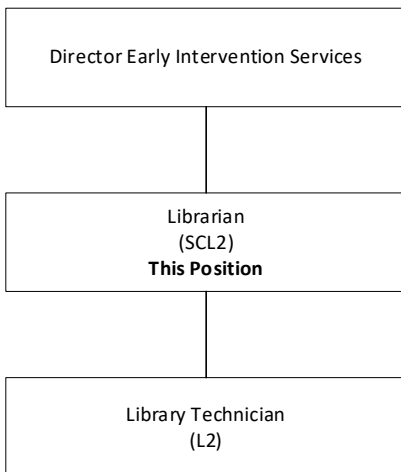 Director Early Intervention Services
Librarian
(SCL2)
This Position
Library Technician
(L2)